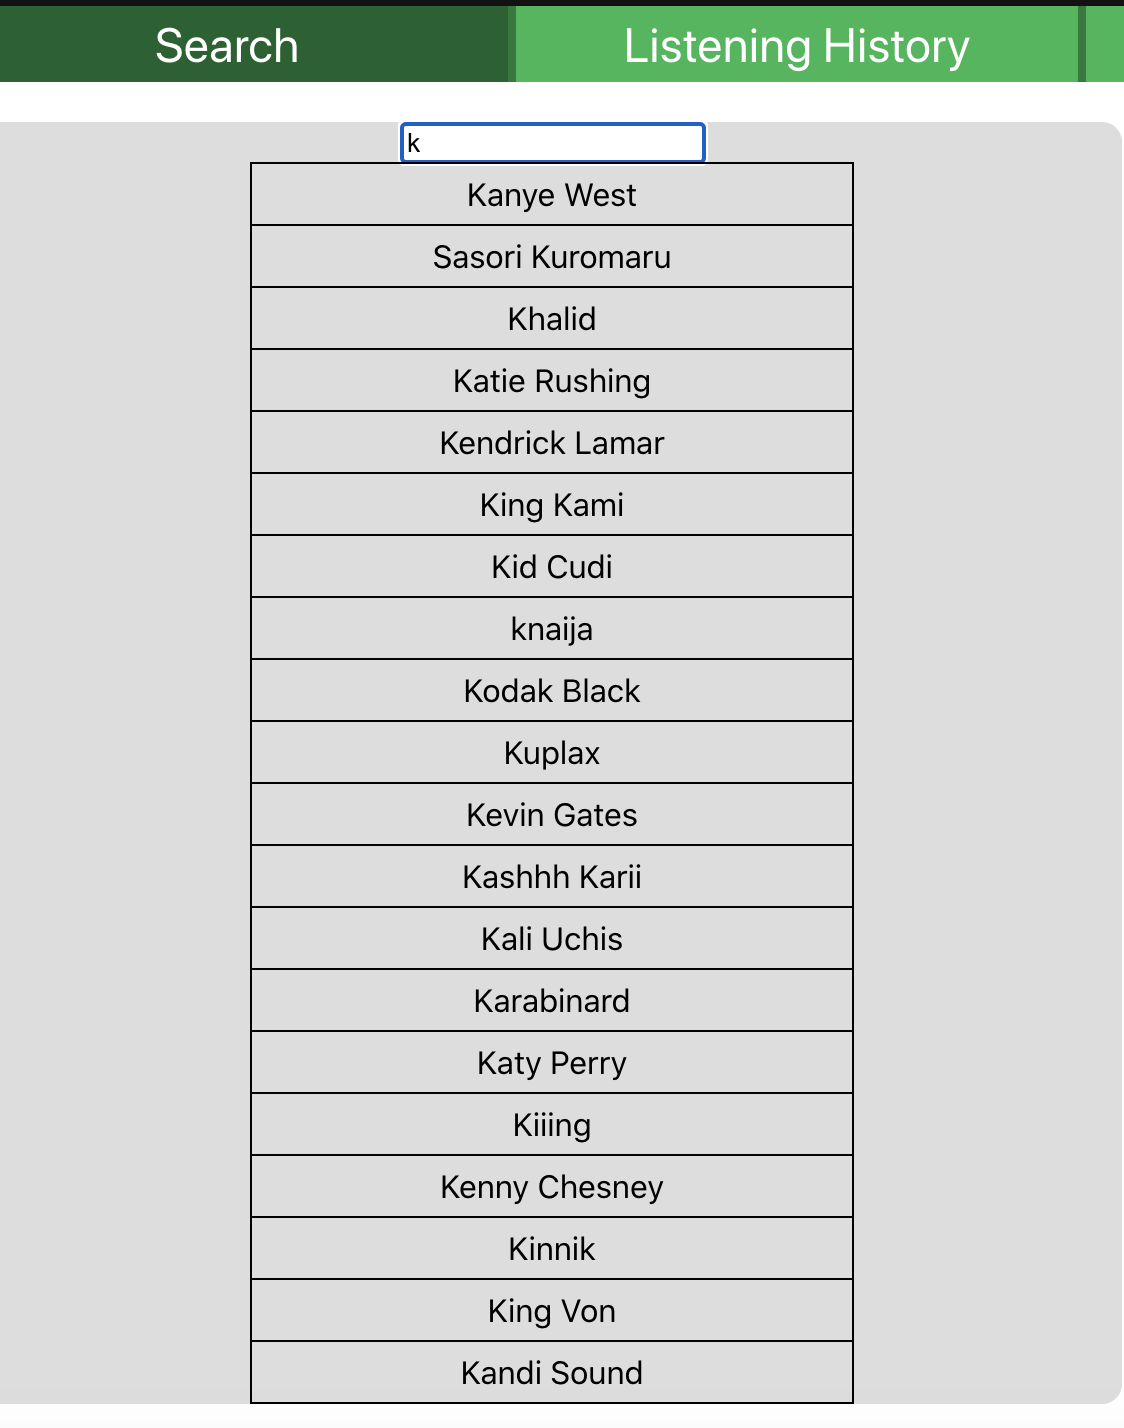 Search
Listening History
k
Kanye West
Sasori Kuromaru
Khalid
Katie Rushing
Kendrick Lamar
King Kami
Kid Cudi
knaija
Kodak Black
Kuplax
Kevin Gates
Kashhh Karii
Kali Uchis
Karabinard
Katy Perry
Kiiing
Kenny Chesney
Kinnik
King Von
Kandi Sound